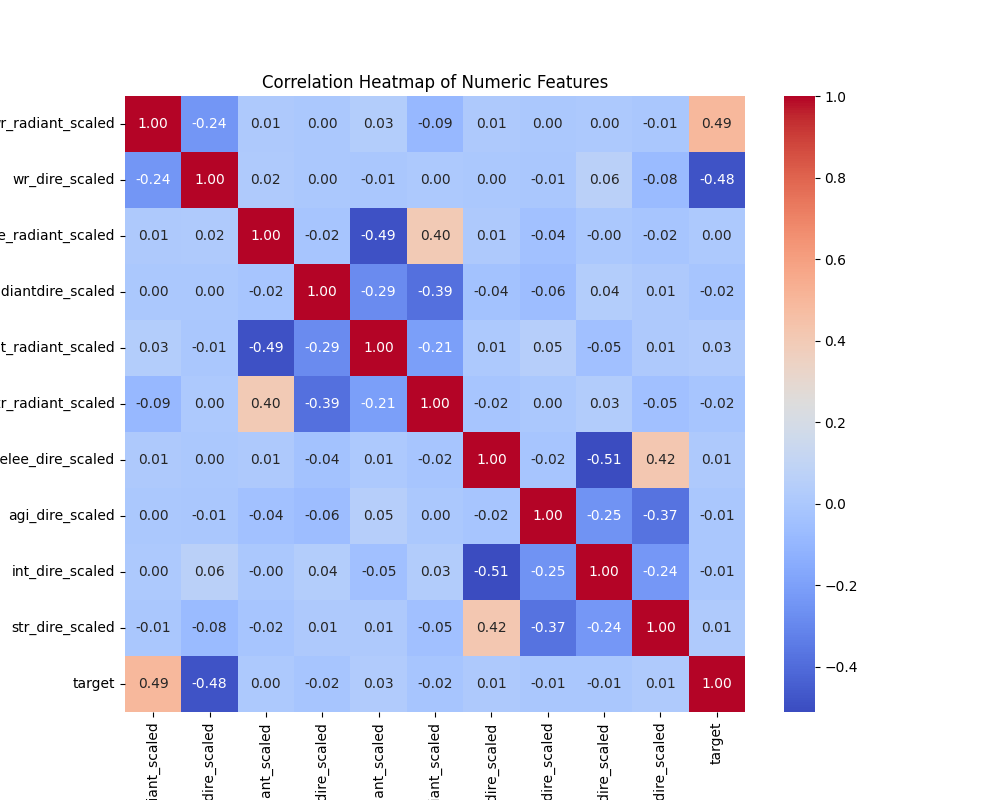 Correlation Heatmap of Numeric Features
r_radiant_scaled 1.00 -0.24 0.01 0.00 0.03 -0.09 0.01 0.00 0.00 -0.01 0.49
wr_dire_scaled -0.24 1.00 0.02 0.00 -0.01 0.00 0.00 -0.01 0.06 -0.08 -0.48
e_radiant_scaled 0.01 0.02 1.00 -0.02 -0.49 0.40 0.01 -0.04 -0.00 -0.02 0.00
diantdire_scaled 0.00 0.00 -0.02 1.00 -0.29 -0.39 -0.04 -0.06 0.04 0.01 -0.02
t_radiant_scaled 0.03 -0.01 -0.49 -0.29 1.00 -0.21 0.01 0.05 -0.05 0.01 0.03
r_radiant_scaled -0.09 0.00 0.40 -0.39 -0.21 1.00 -0.02 0.00 0.03 -0.05 -0.02
elee_dire_scaled 0.01 0.00 0.01 -0.04 0.01 -0.02 1.00 -0.02 -0.51 0.42 0.01
agi_dire_scaled 0.00 -0.01 -0.04 -0.06 0.05 0.00 -0.02 1.00 -0.25 -0.37 -0.01
int_dire_scaled 0.00 0.06 -0.00 0.04 -0.05 0.03 -0.51 -0.25 1.00 -0.24 -0.01
str_dire_scaled -0.01 -0.08 -0.02 0.01 0.01 -0.05 0.42 -0.37 -0.24 1.00 0.01
target 0.49 -0.48 0.00 -0.02 0.03 -0.02 0.01 -0.01 -0.01 0.01 1.00
iant_scaled
dire_scaled
ant_scaled
dire_scaled
ant_scaled
liant_scaled
dire_scaled
dire_scaled
dire_scaled
dire_scaled
target
1.0
0.8
0.6
0.4
0.2
0.0
−0.2
−0.4